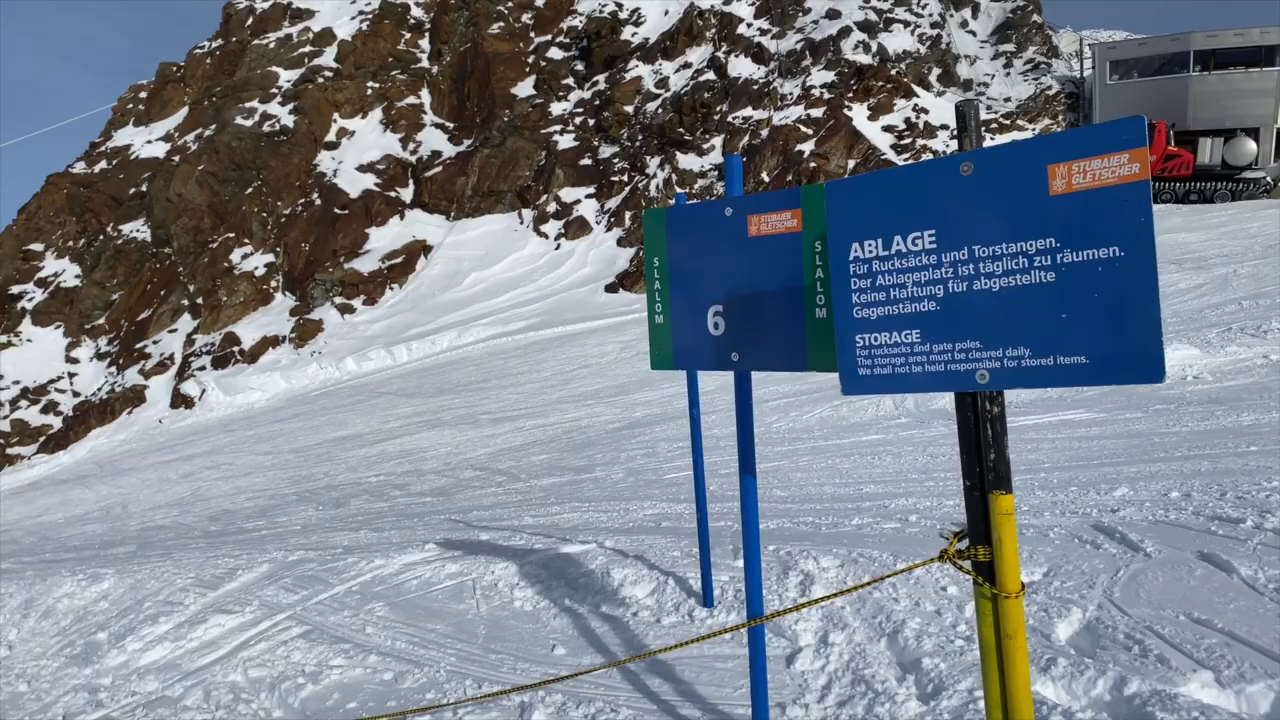 SLALOM
STUBAIER
GLETSCHER
6
SLALOM
STUBAIER
GLETSCHER
ABLAGE
Für Rucksäcke und Torstangen.
Der Ablageplatz ist täglich zu räumen.
Keine Haftung für abgestellte
Gegenstände.
STORAGE
For rucksacks and gate poles.
The storage area must be cleared daily.
We shall not be held responsible for stored items.